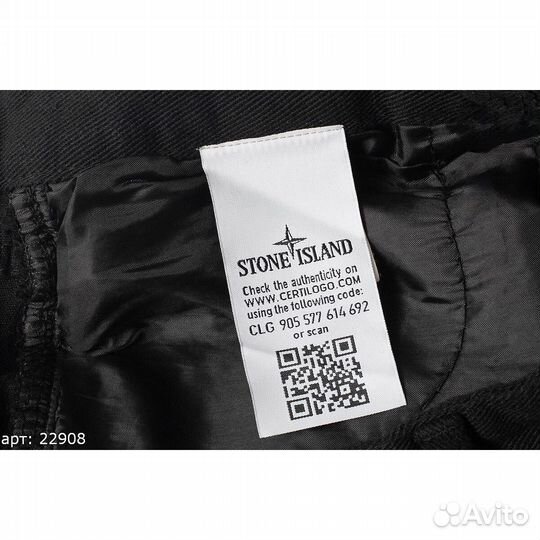 STONE ISLAND
Check the authenticity on
WWW.CERTILOGO.COM
using the following code:
CLG 905 577 614 692
or scan
арт: 22908
Avito